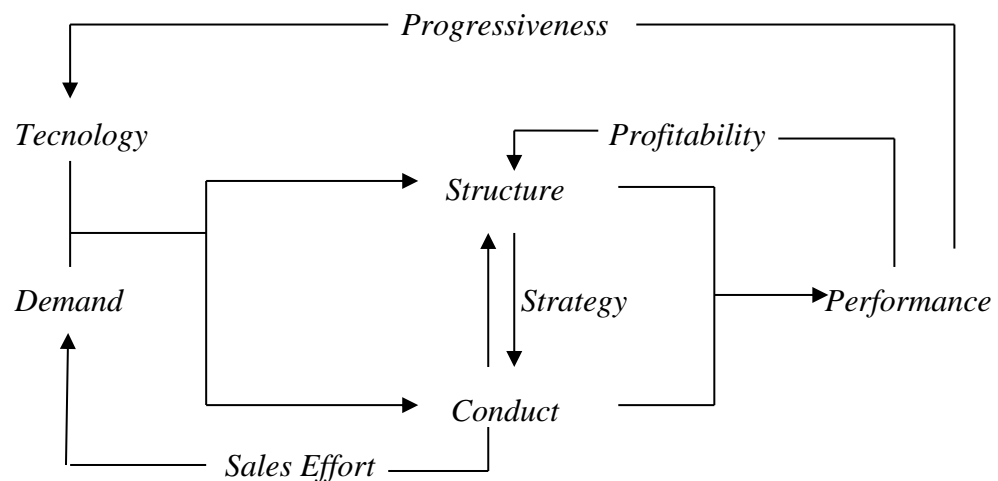 Progressiveness
Tecnology
Profitability
Structure
Demand
Strategy
Performance
Conduct
Sales Effort